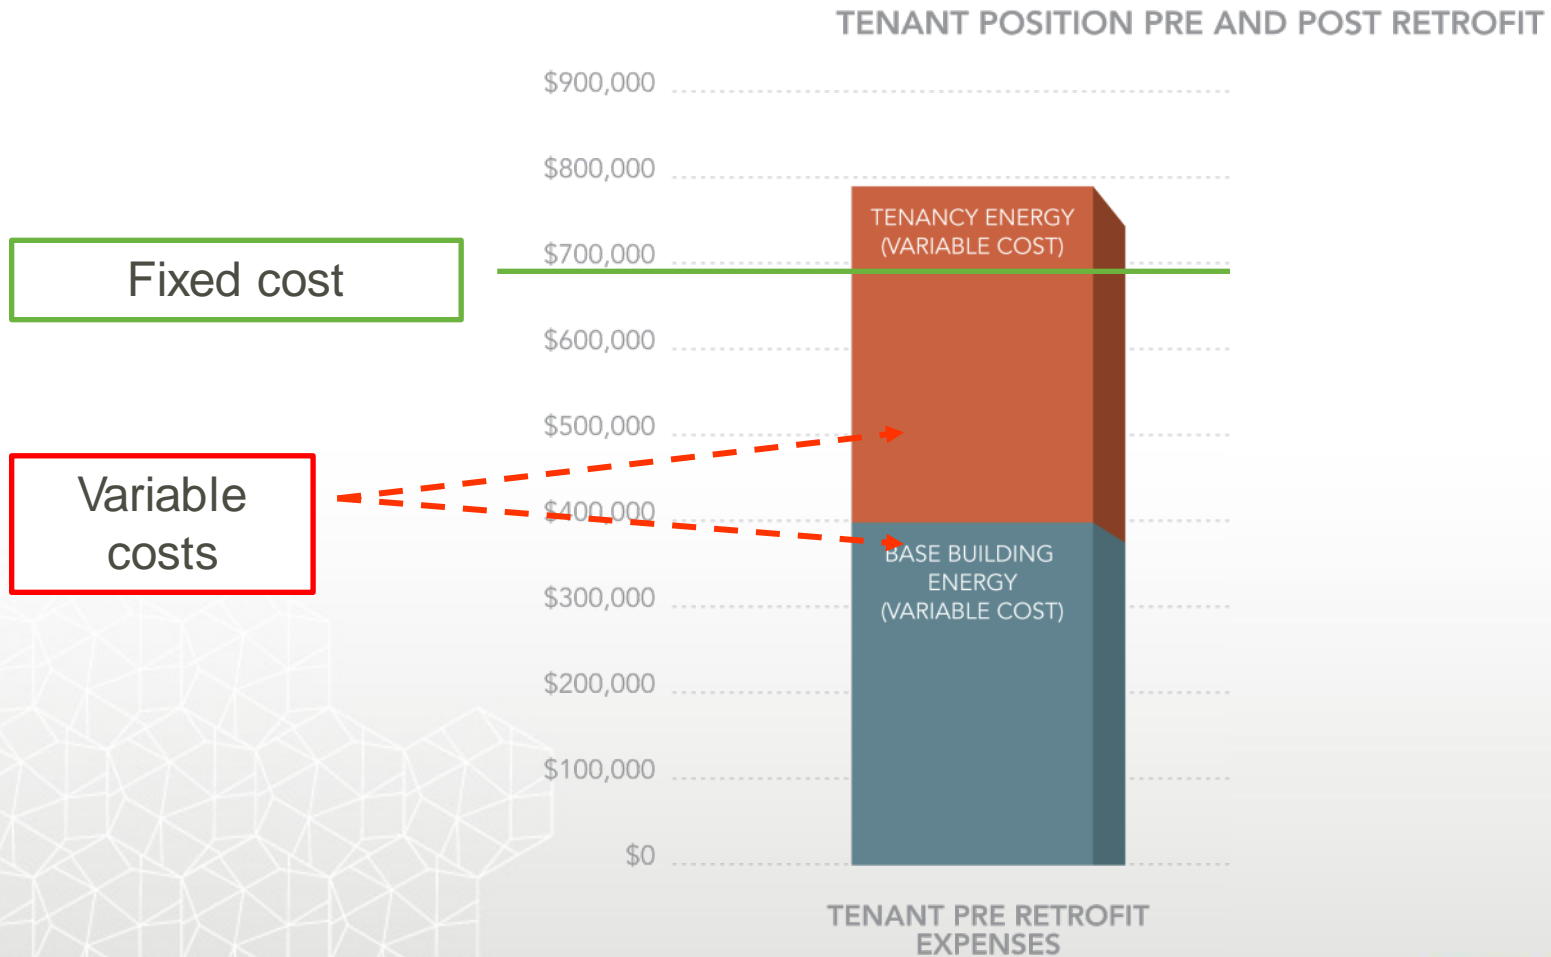 TENANT POSITION PRE AND POST RETROFIT
$900,000
$800,000
$700,000
$600,000
$500,000
$400,000
$300,000
$200,000
$100,000
$0
Fixed cost
Variable
costs
TENANCY ENERGY
(VARIABLE COST)
BASE BUILDING
ENERGY
(VARIABLE COST)
TENANT PRE RETROFIT
EXPENSES